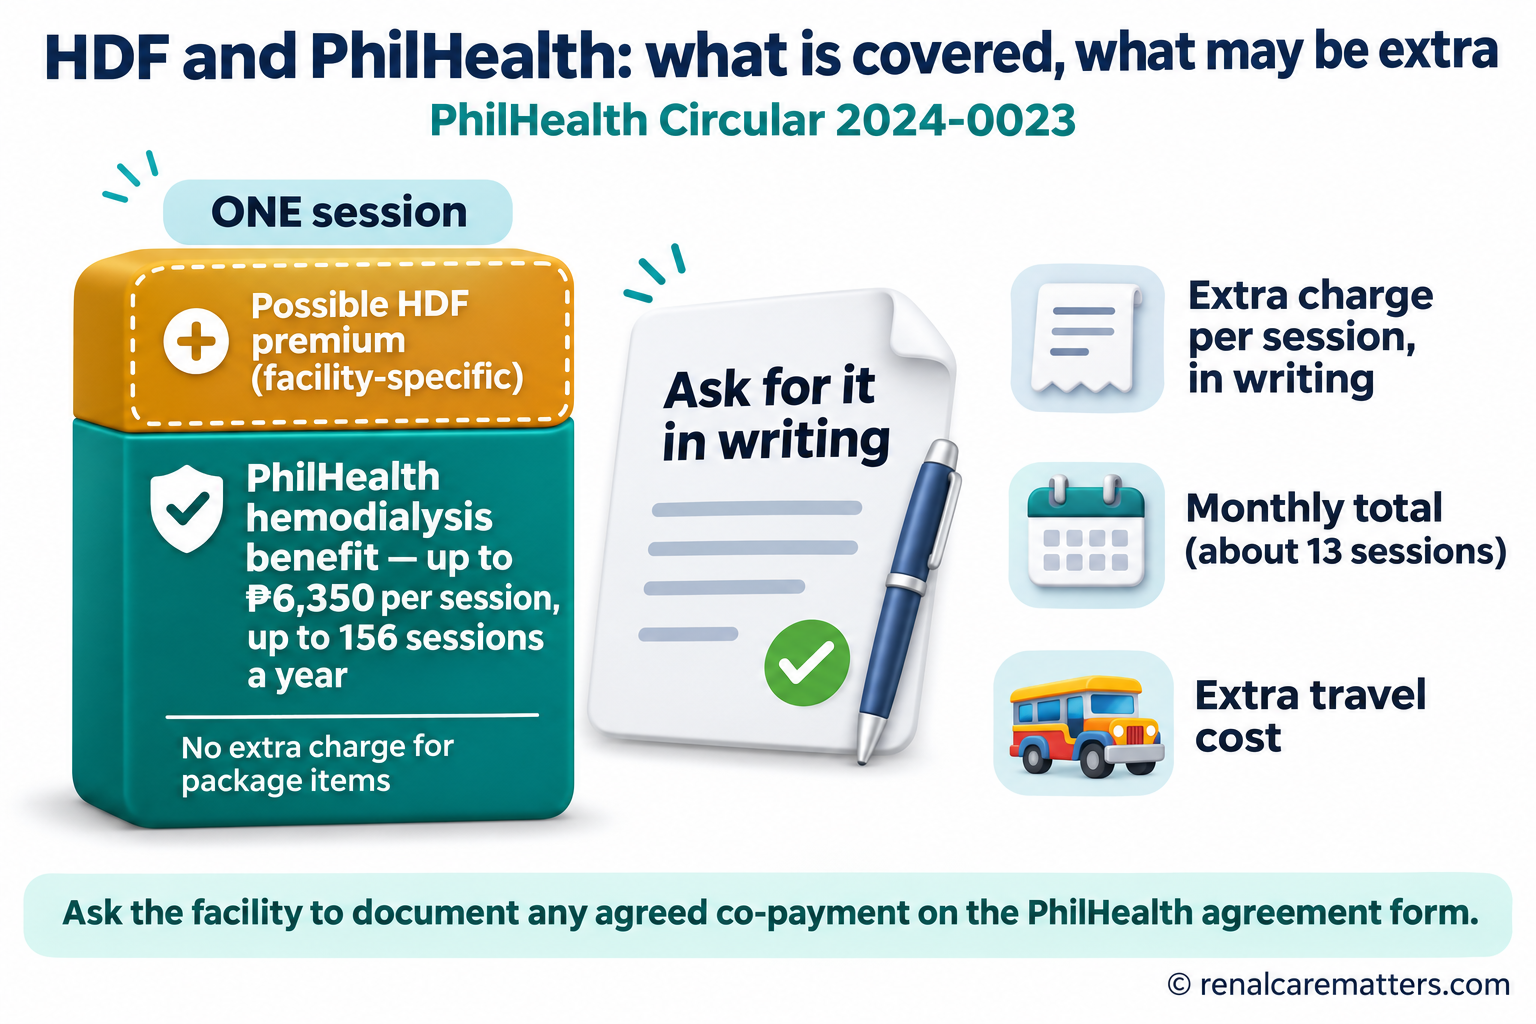 HDF and PhilHealth: what is covered, what may be extra
PhilHealth Circular 2024-0023
ONE session
Possible HDF
premium
(facility-specific)
PhilHealth
hemodialysis
benefit — up to
₱6,350 per session,
up to 156 sessions
a year
No extra charge for
package items
Ask for it
in writing
Extra charge
per session,
in writing
Monthly total
(about 13 sessions)
Extra travel
cost
Ask the facility to document any agreed co-payment on the PhilHealth agreement form.
© renalcarematters.com